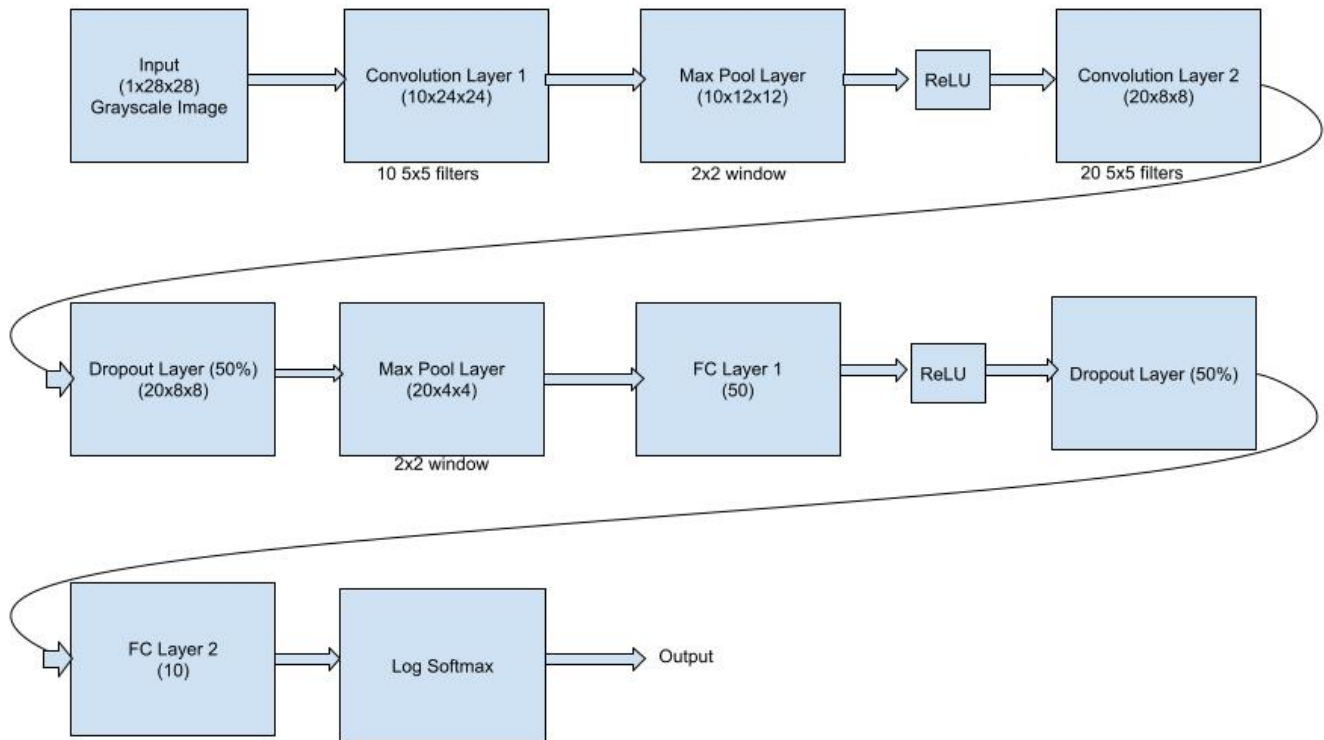 Input
(1x28x28)
Grayscale Image
Convolution Layer 1
(10x24x24)
10 5x5 filters
Max Pool Layer
(10x12x12)
2x2 window
ReLU
Convolution Layer 2
(20x8x8)
20 5x5 filters
Dropout Layer (50%)
(20x8x8)
Max Pool Layer
(20x4x4)
2x2 window
FC Layer 1
(50)
ReLU
Dropout Layer (50%)
FC Layer 2
(10)
Log Softmax
Output